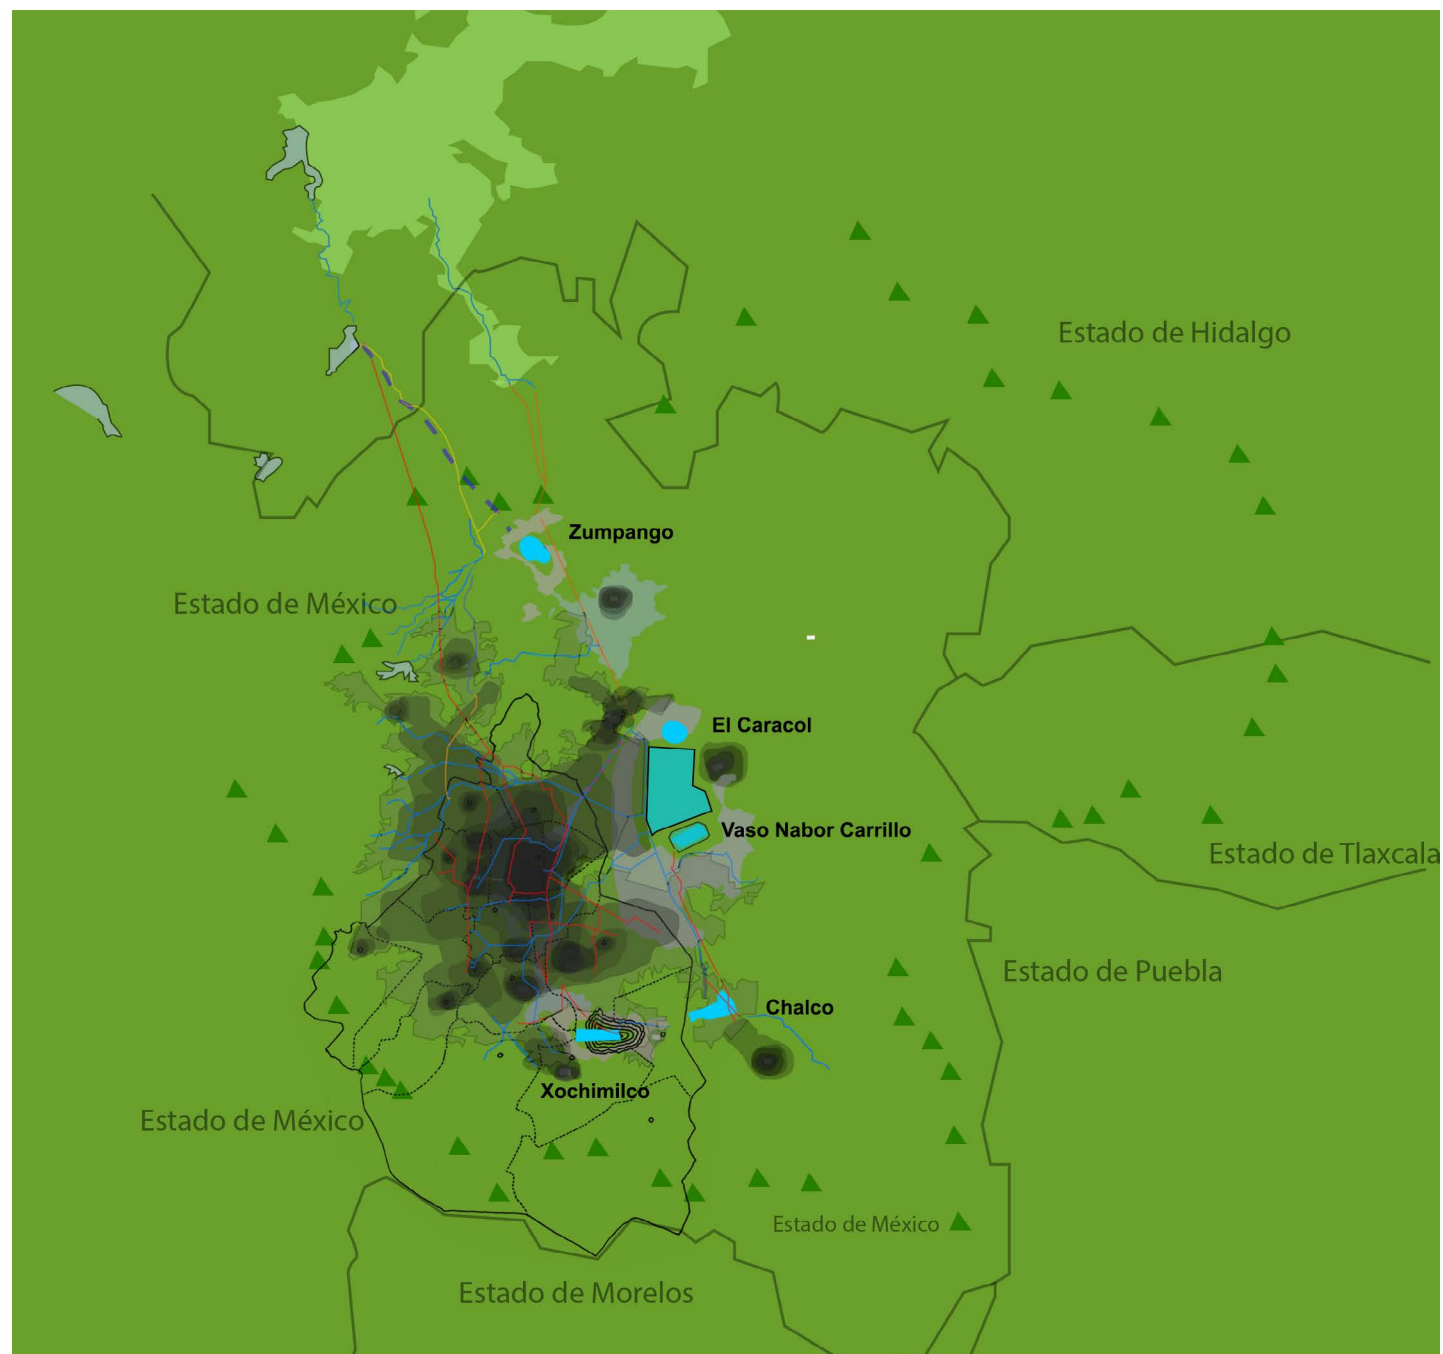 Estado de Hidalgo
Zumpango
Estado de México
El Caracol
Vaso Nabor Carrillo
Estado de Tlaxcala
Estado de Puebla
Chalco
Xochimilco
Estado de México
Estado de México
Estado de Morelos